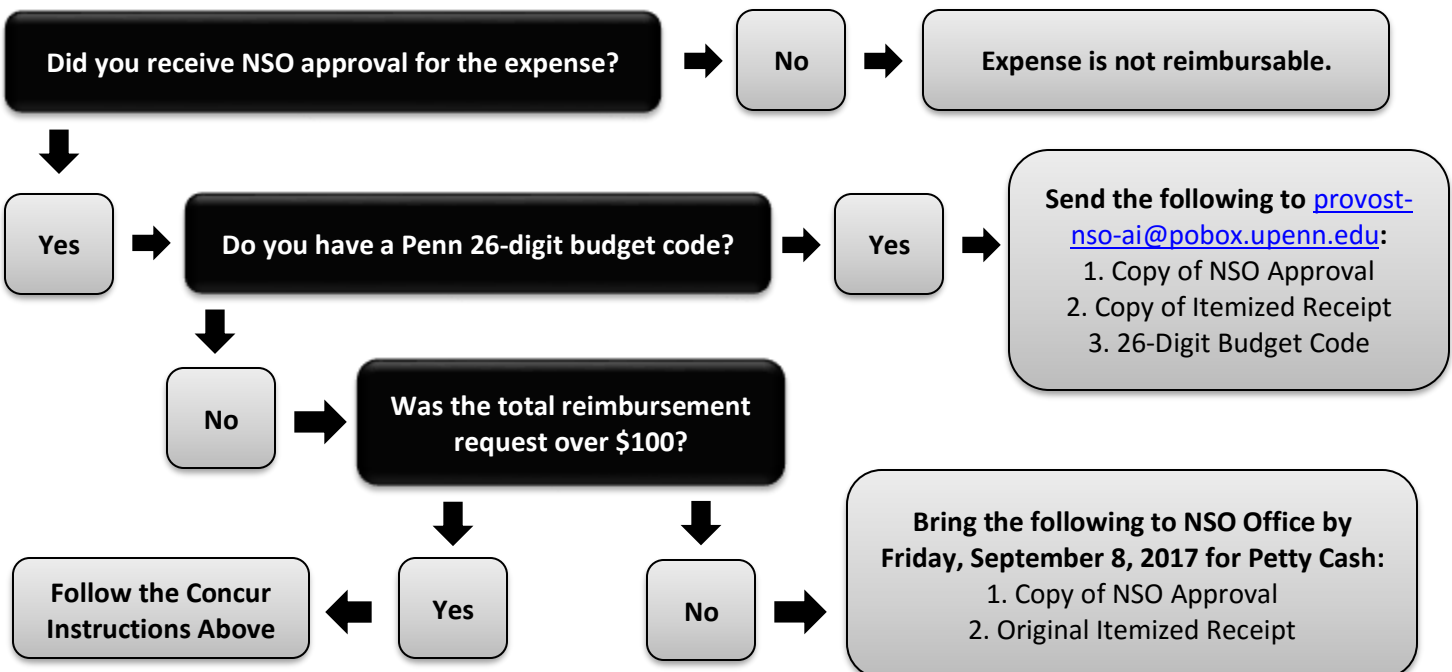 Did you receive NSO approval for the expense?
No
Expense is not reimbursable.
Yes
Do you have a Penn 26-digit budget code?
Yes
Send the following to provost-
nso-ai@pobox.upenn.edu:
1. Copy of NSO Approval
2. Copy of Itemized Receipt
3. 26-Digit Budget Code
No
Was the total reimbursement
request over $100?
Follow the Concur
Instructions Above
Yes
No
Bring the following to NSO Office by
Friday, September 8, 2017 for Petty Cash:
1. Copy of NSO Approval
2. Original Itemized Receipt